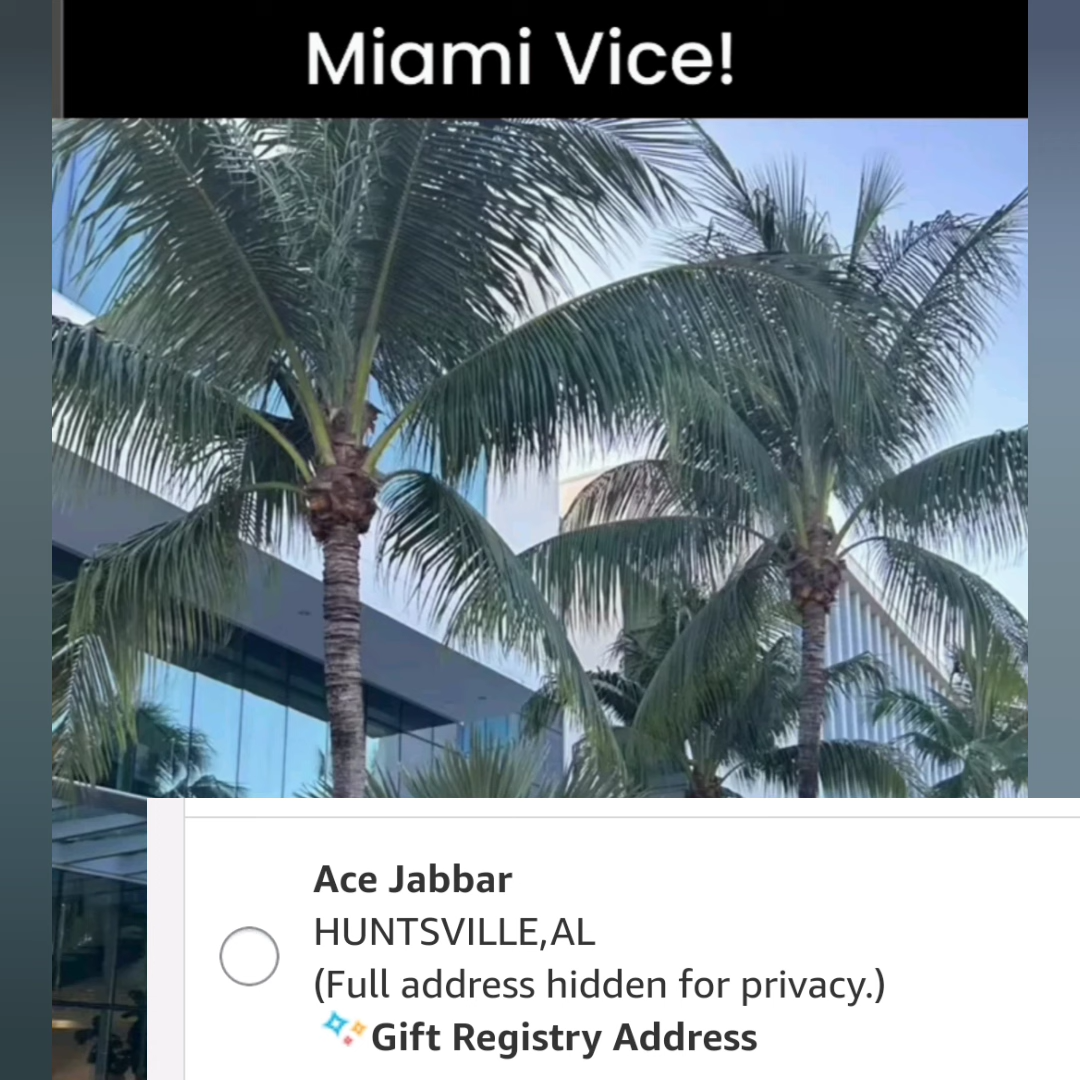 Miami Vice!
Ace Jabbar
HUNTSVILLE,AL
(Full address hidden for privacy.)
Gift Registry Address